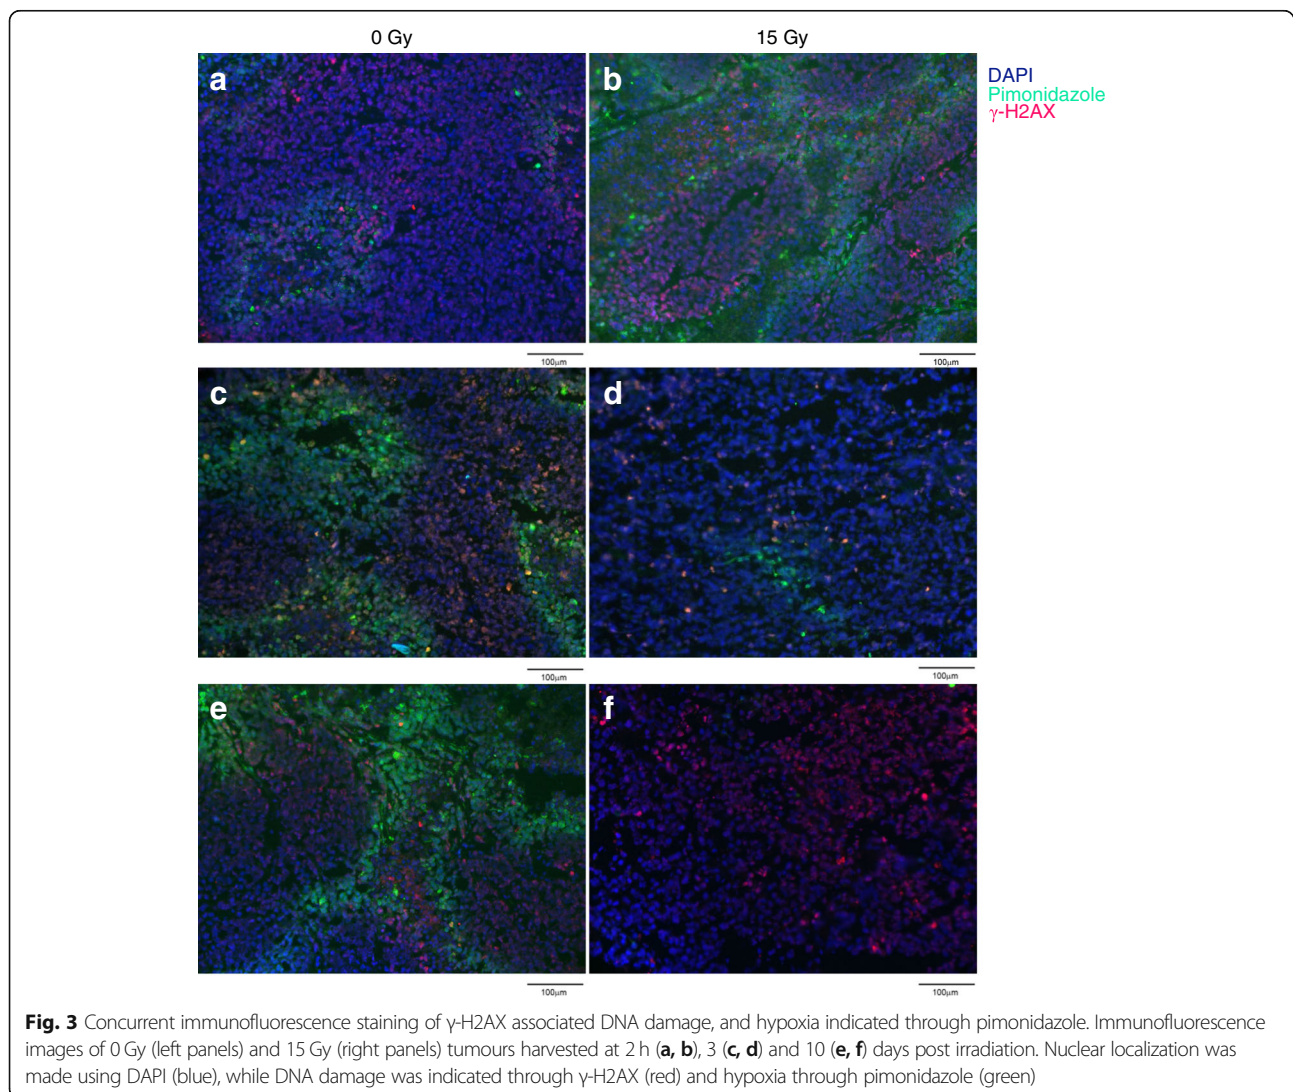 0 Gy 15 Gy
a b
DAPI
Pimonidazole
γ-H2AX
100μm 100μm
c d
100μm 100μm
e f
100μm 100μm
Fig. 3 Concurrent immunofluorescence staining of γ-H2AX associated DNA damage, and hypoxia indicated through pimonidazole. Immunofluorescence
images of 0 Gy (left panels) and 15 Gy (right panels) tumours harvested at 2 h (a, b), 3 (c, d) and 10 (e, f) days post irradiation. Nuclear localization was
made using DAPI (blue), while DNA damage was indicated through γ-H2AX (red) and hypoxia through pimonidazole (green)